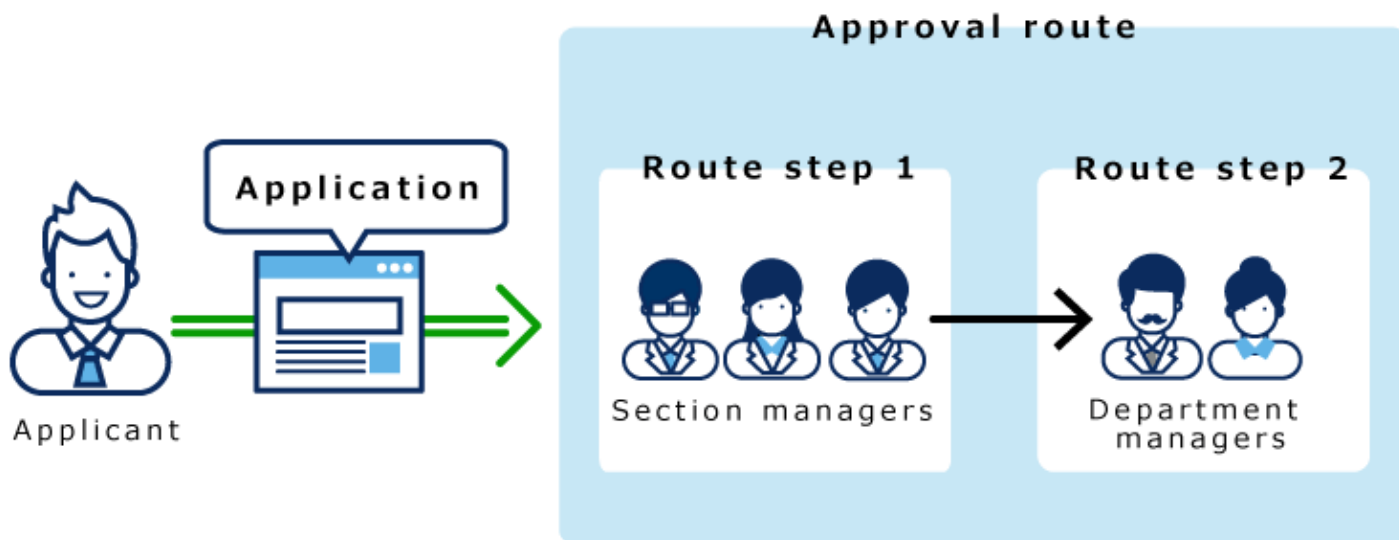 Approval route
Application
Route step 1
Route step 2
Applicant
Section managers
Department
managers